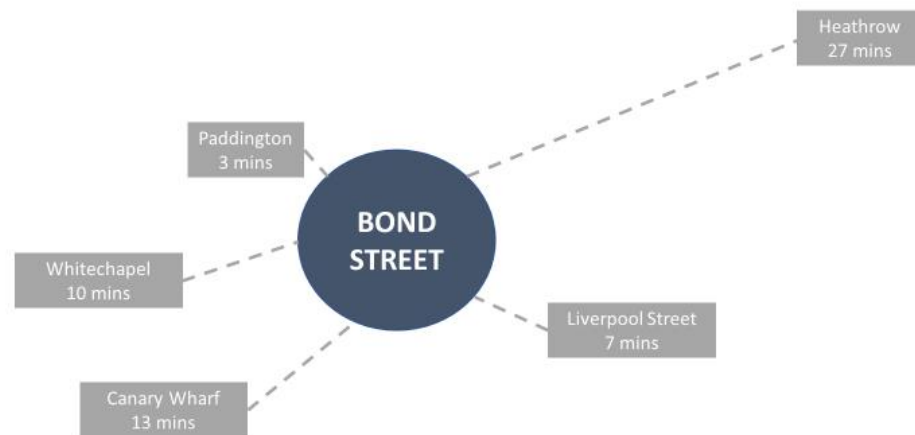 Heathrow
27 mins
Paddington
3 mins
BOND
STREET
Whitechapel
10 mins
Liverpool Street
7 mins
Canary Wharf
13 mins